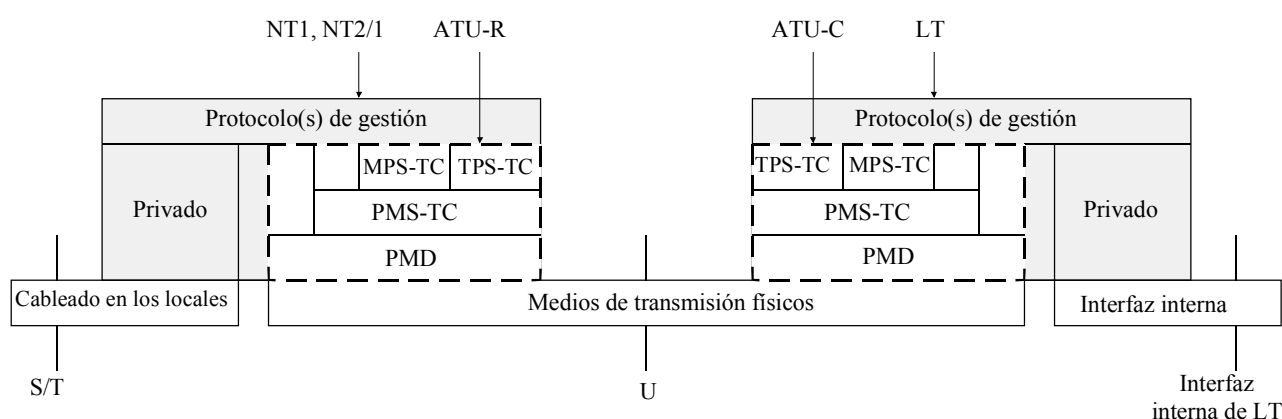 NT1, NT2/1 ATU-R ATU-C LT
Protocolo(s) de gestión Protocolo(s) de gestión
MPS-TC TPS-TC TPS-TC MPS-TC
Privado PMS-TC PMS-TC Privado
PMD PMD
Cableado en los locales Medios de transmisión físicos Interfaz interna
S/T U Interfaz
interna de LT